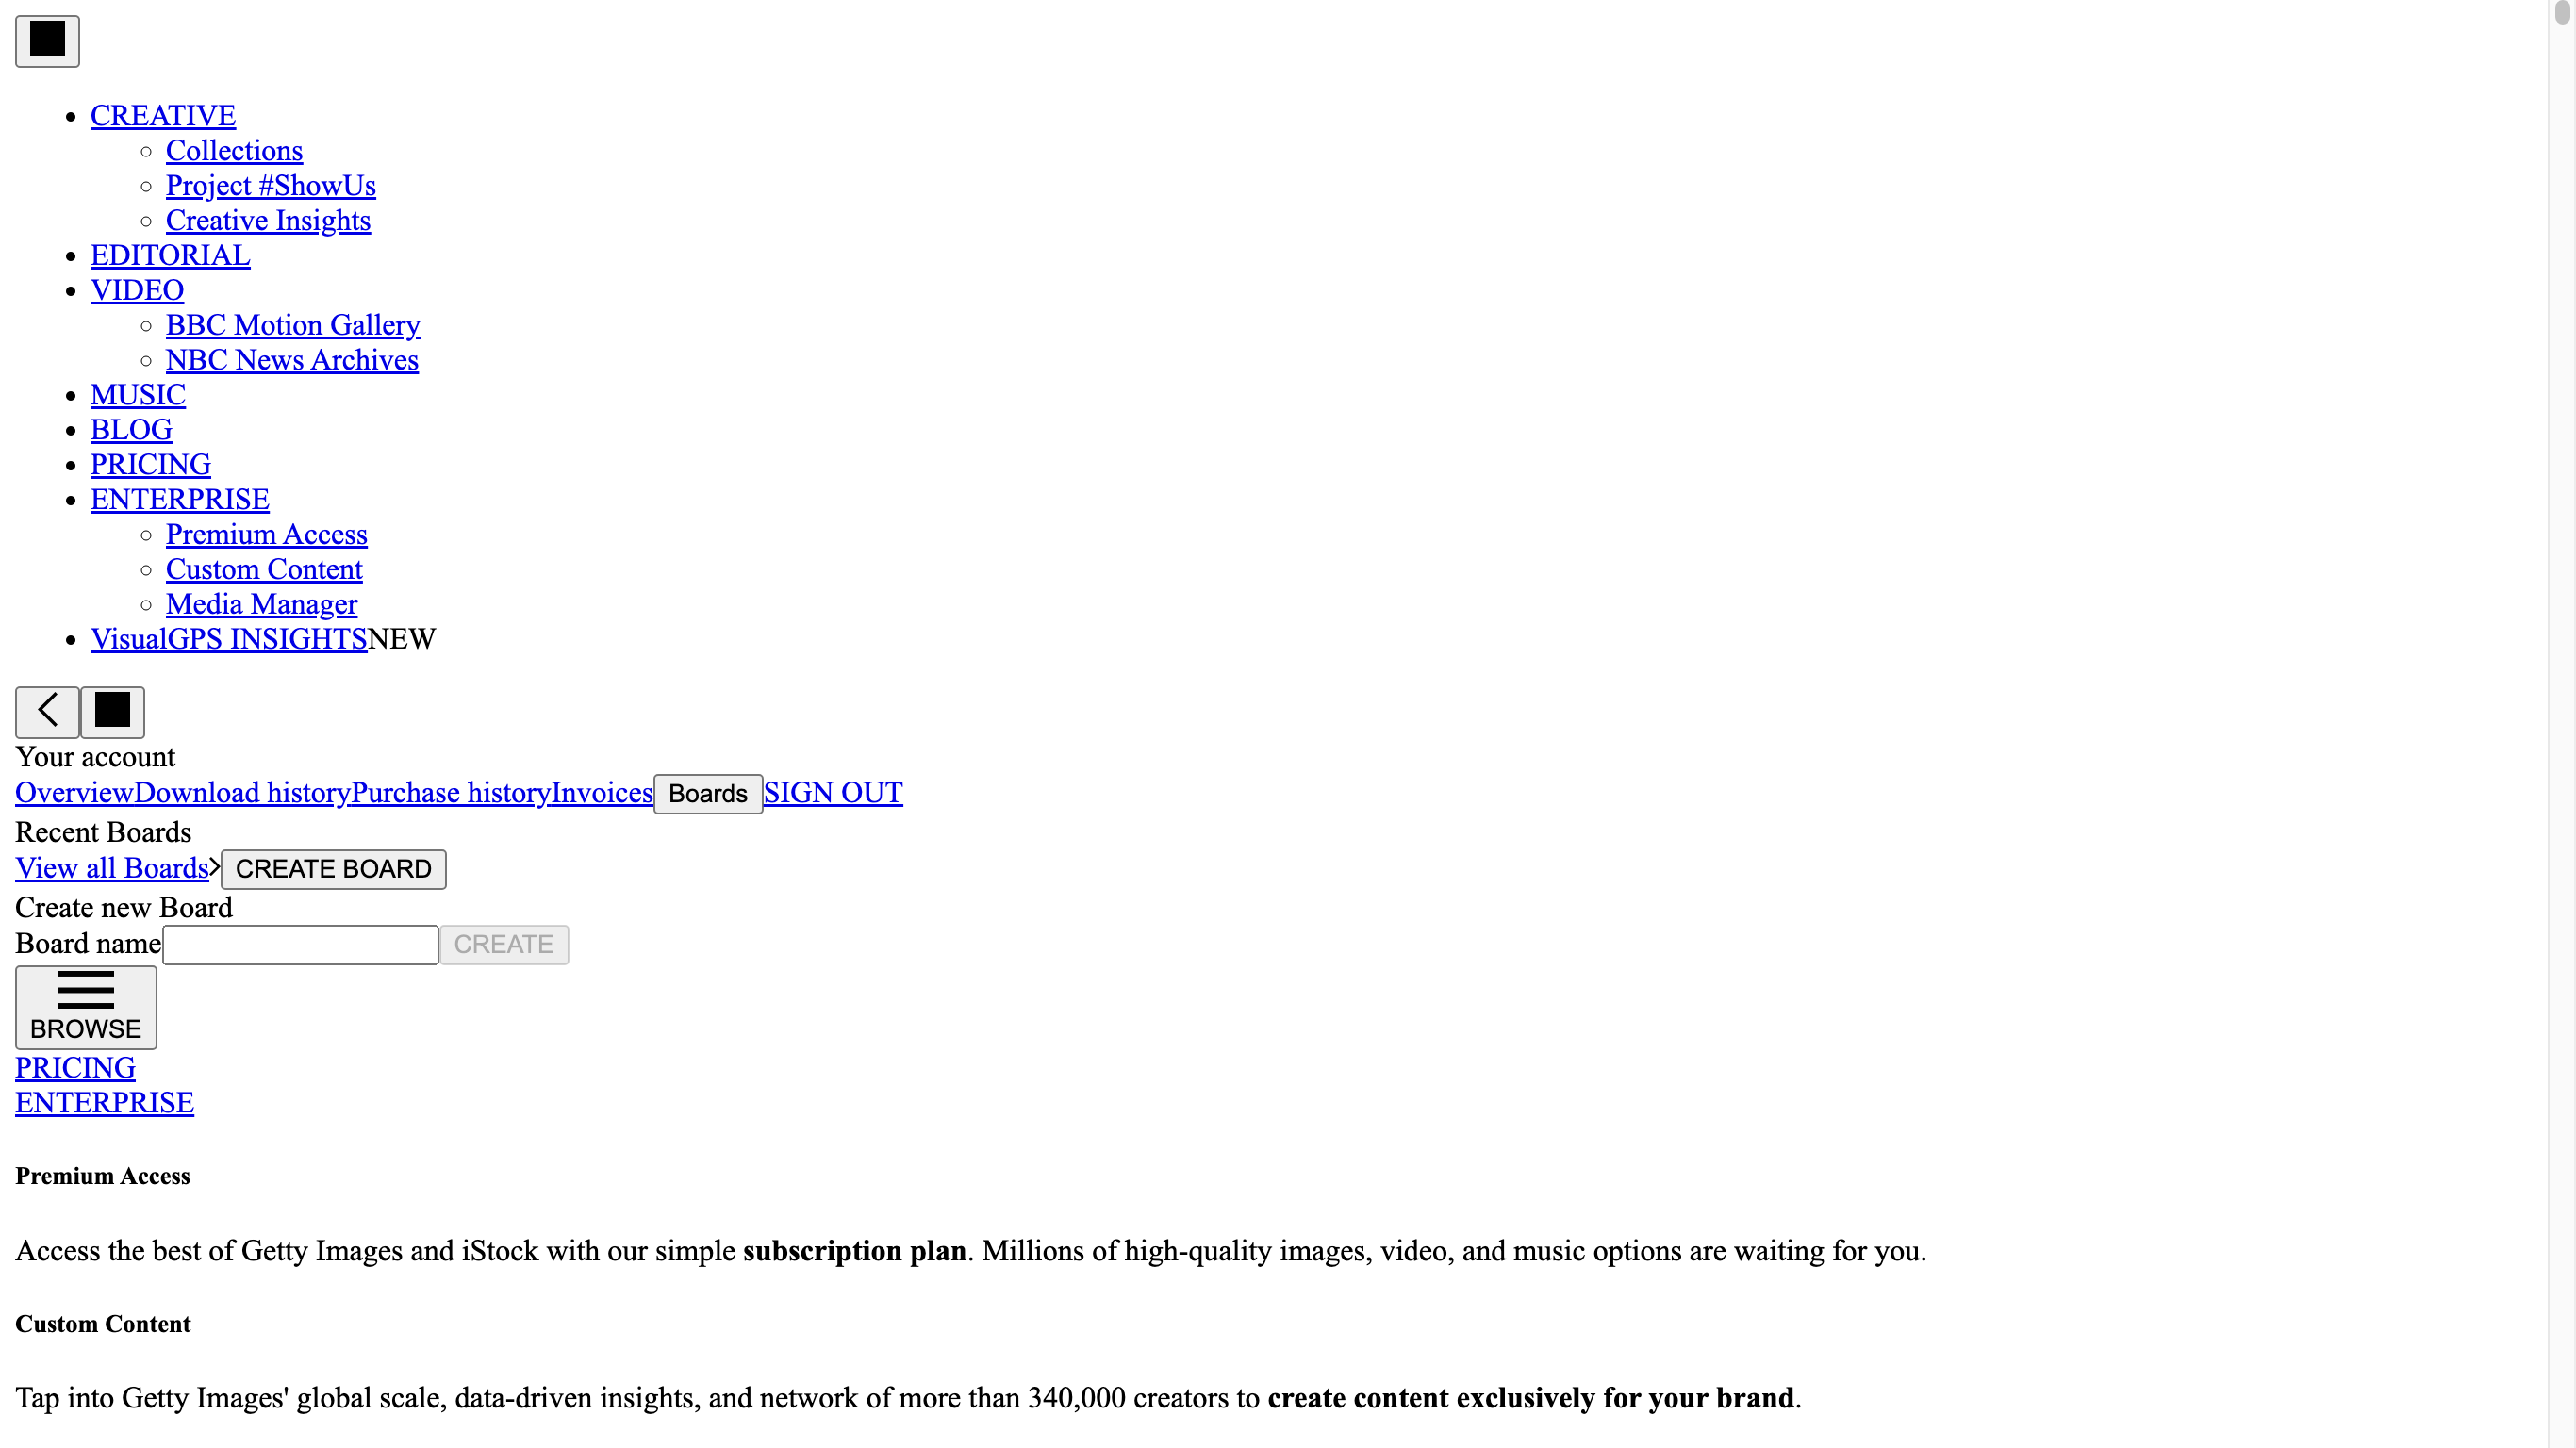 CREATIVE
Collections
Project #ShowUs
Creative Insights
EDITORIAL
VIDEO
BBC Motion Gallery
NBC News Archives
MUSIC
BLOG
PRICING
ENTERPRISE
Premium Access
Custom Content
Media Manager
VisualGPS INSIGHTSNEW
Your account
OverviewDownload historyPurchase historyInvoices Boards SIGN OUT
Recent Boards
View all Boards CREATE BOARD
Create new Board
Board name CREATE
BROWSE
PRICING
ENTERPRISE
Premium Access
Access the best of Getty Images and iStock with our simple subscription plan. Millions of high-quality images, video, and music options are waiting for you.
Custom Content
Tap into Getty Images' global scale, data-driven insights, and network of more than 340,000 creators to create content exclusively for your brand.